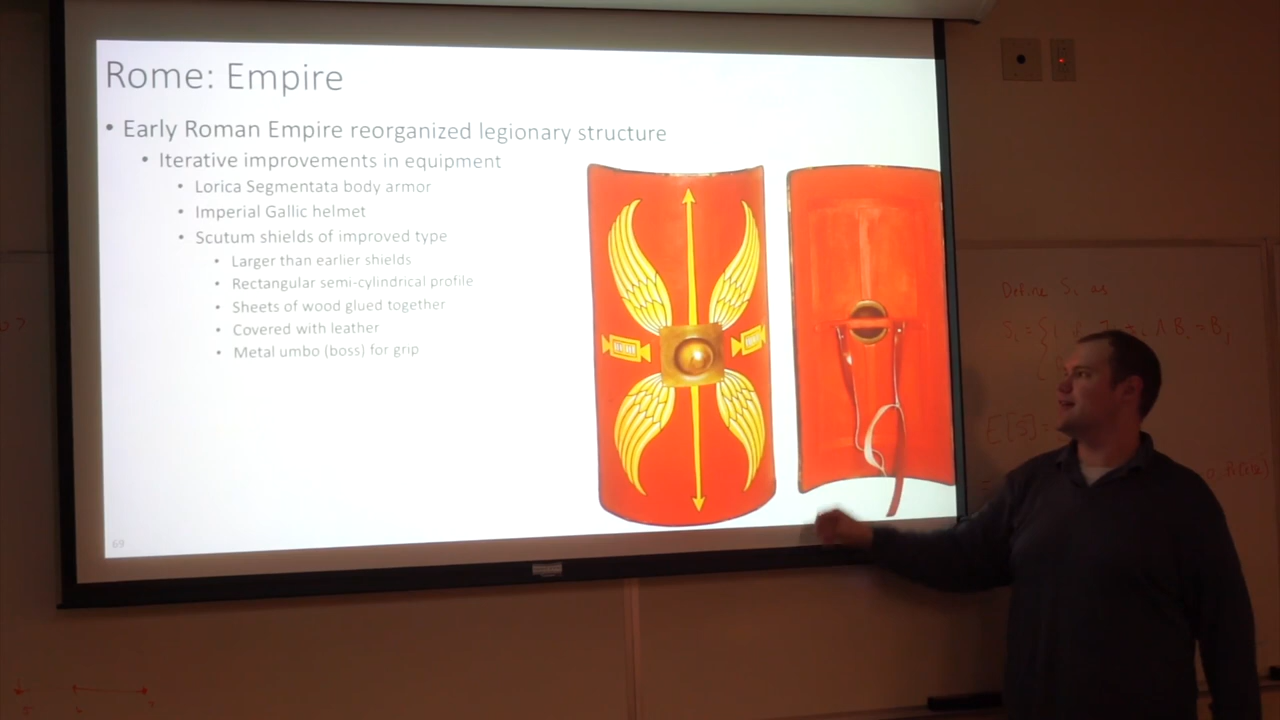 Rome: Empire
• Early Roman Empire reorganized legionary structure
• Iterative improvements in equipment
• Lorica Segmentata body armor
• Imperial Gallic helmet
• Scutum shields of improved type
• Larger than earlier shields
• Rectangular semi-cylindrical profile
• Sheets of wood glued together
• Covered with leather
• Metal umbo (boss) for grip
69
Define Si as
E[S]=